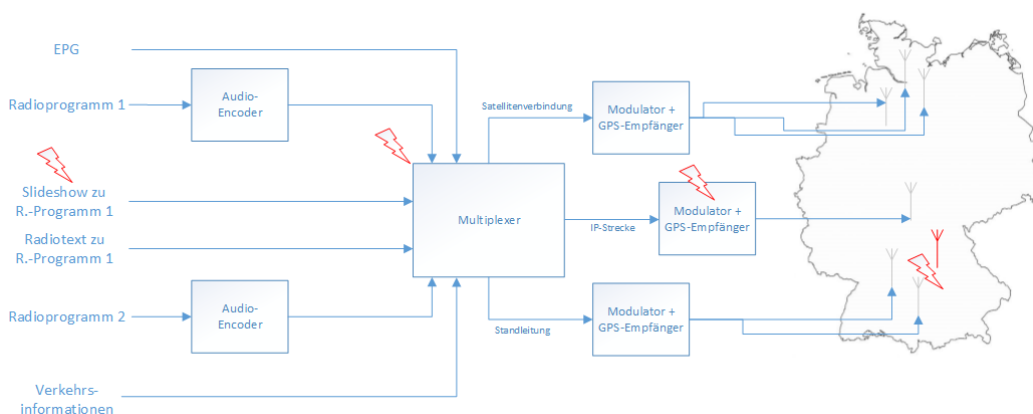 EPG
Radioprogramm 1
Audio-
Encoder
Slideshow zu
R.-Programm 1
Radiotext zu
R.-Programm 1
Radioprogramm 2
Audio-
Encoder
Verkehrs-
informationen
Multiplexer
Satellitenverbindung
Modulator +
GPS-Empfänger
IP-Strecke
Modulator +
GPS-Empfänger
Standleitung
Modulator +
GPS-Empfänger